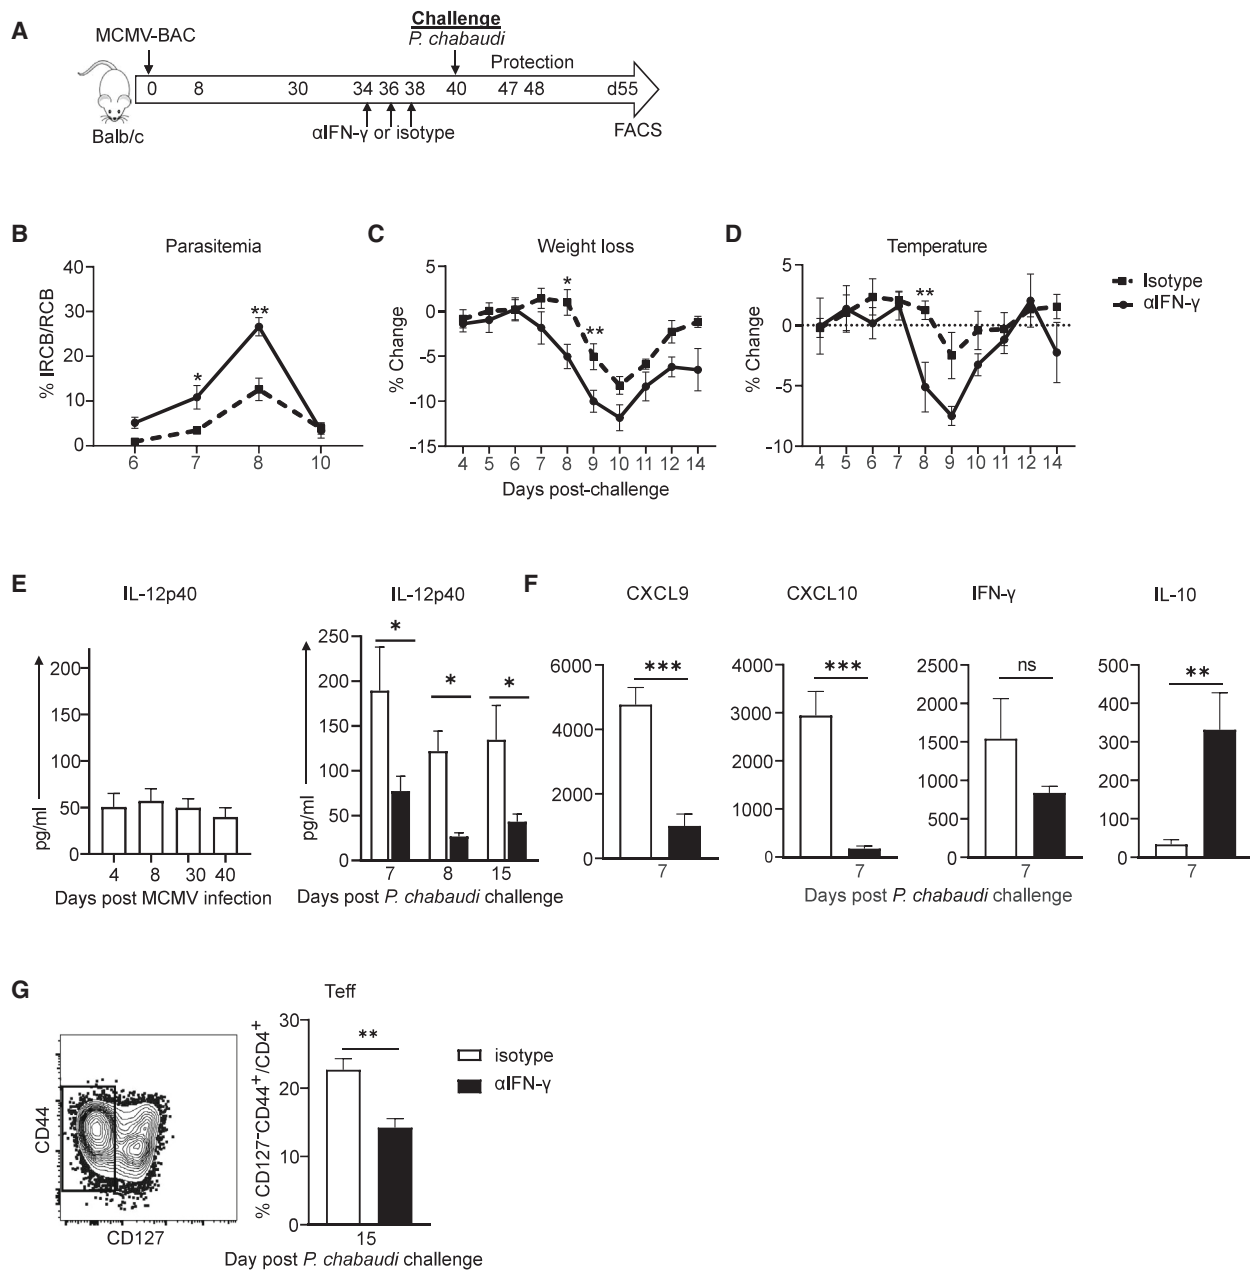 A
Challenge
MCMV-BAC
P. chabaudi
Protection
0 8 30 34 36 38 40 47 48 d55
αIFN-γ or isotype
FACS
Balb/c
B
Parasitemia
% IRCB/RCB
40
30
20
10
0
6 7 8 10
*
**
C
Weight loss
% Change
5
0
-5
-10
-15
*
**
4 5 6 7 8 9 10 11 12 14
Days post-challenge
D
Temperature
% Change
5
0
-5
-10
**
4 5 6 7 8 9 10 11 12 14
Isotype
αIFN-γ
E
IL-12p40
pg/ml
200
150
100
50
0
4 8 30 40
Days post MCMV infection
IL-12p40
pg/ml
250
200
150
100
50
0
* * *
7 8 15
Days post P. chabaudi challenge
F
CXCL9
6000
4000
2000
0
***
7
CXCL10
4000
3000
2000
1000
0
***
7
IFN-γ
2500
2000
1500
1000
500
0
ns
7
IL-10
500
400
300
200
100
0
**
7
Days post P. chabaudi challenge
G
CD44
CD127
Teff
% CD127-CD44+/CD4+
30
20
10
0
**
15
Day post P. chabaudi challenge
isotype
αIFN-γ